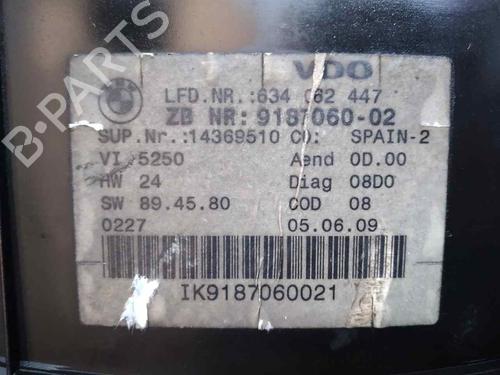 VDO
LFD.NR.:634 062 447
ZB NR:9187060-02
SUP.Nr.:14369510 CO: SPAIN-2
VI 5250 Aend 0D.00
HW 24 Diag 08D0
SW 89.45.80 COD 08
0227 05.06.09
IK9187060021